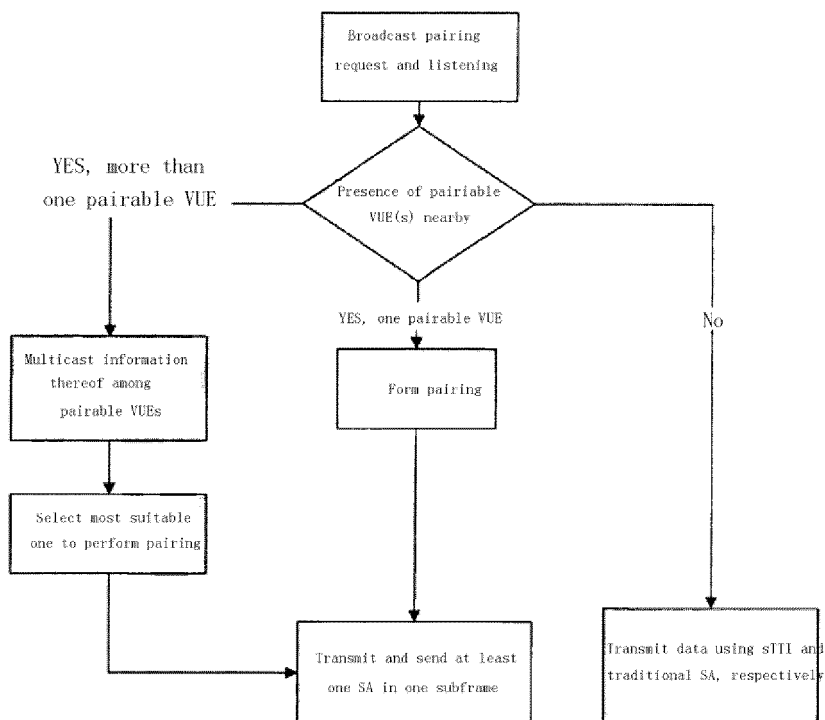 Broadcast pairing
request and listening
YES, more than
one pairable VUE
Presence of pairiable
VUE(s) nearby
YES, one pairable VUE
No
Multicast information
thereof among
pairable VUEs
Form pairing
Select most suitable
one to perform pairing
Transmit and send at least
one SA in one subframe
Transmit data using sTTI and
traditional SA, respectively